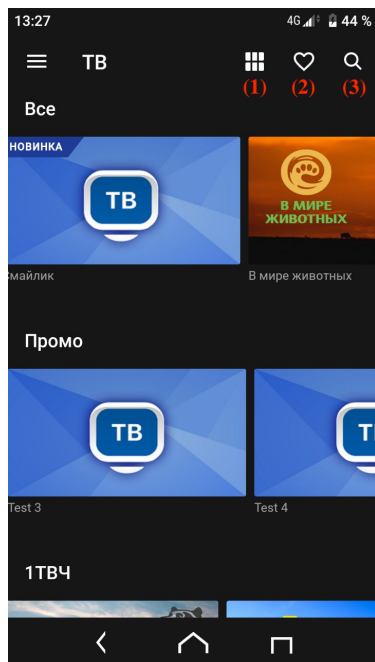 13:27 4G 44 %
ТВ
(1) (2) (3)
Все
НОВИНКА
ТВ
В МИРЕ
ЖИВОТНЫХ
Смайлик В мире животных
Промо
ТВ Т
Test 3 Test 4
1ТВЧ